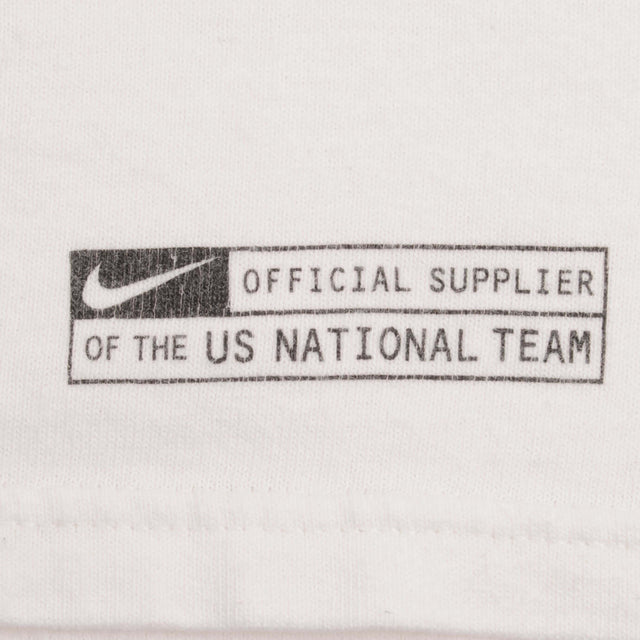 OFFICIAL SUPPLIER
OF THE US NATIONAL TEAM